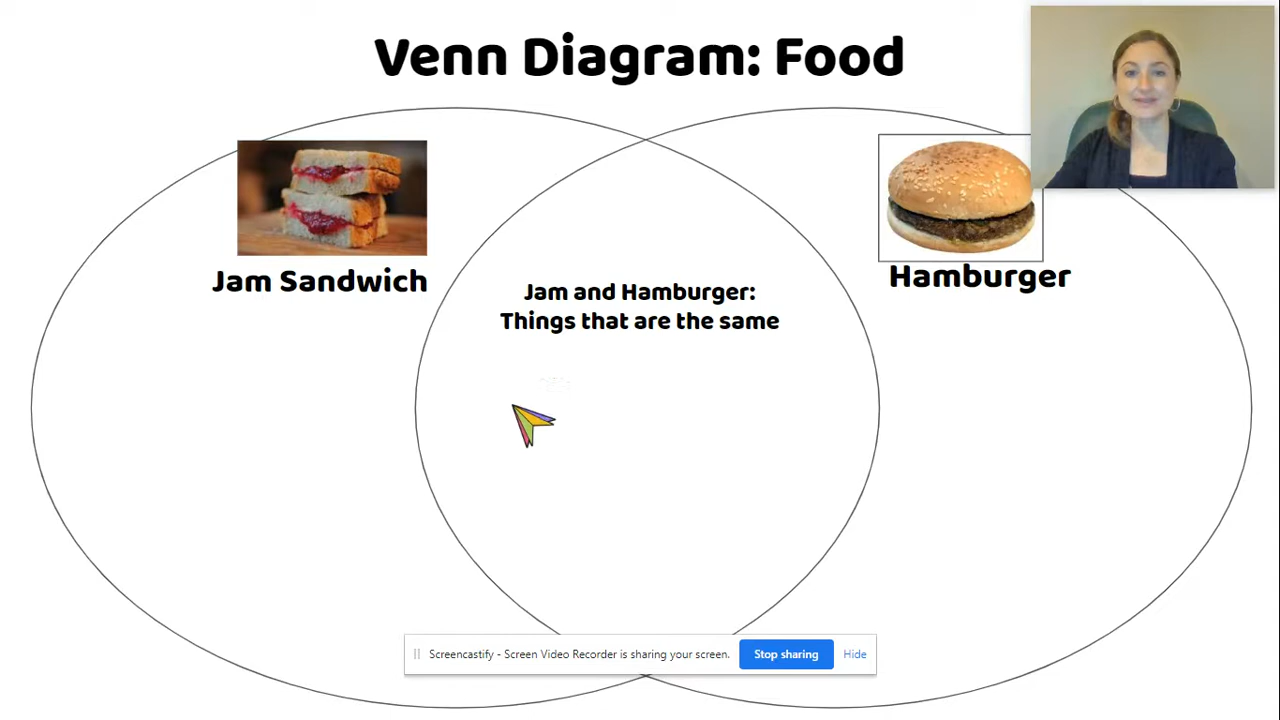 Venn Diagram: Food
Jam Sandwich
Hamburger
Jam and Hamburger:
Things that are the same
Screencastify - Screen Video Recorder is sharing your screen.
Stop sharing
Hide